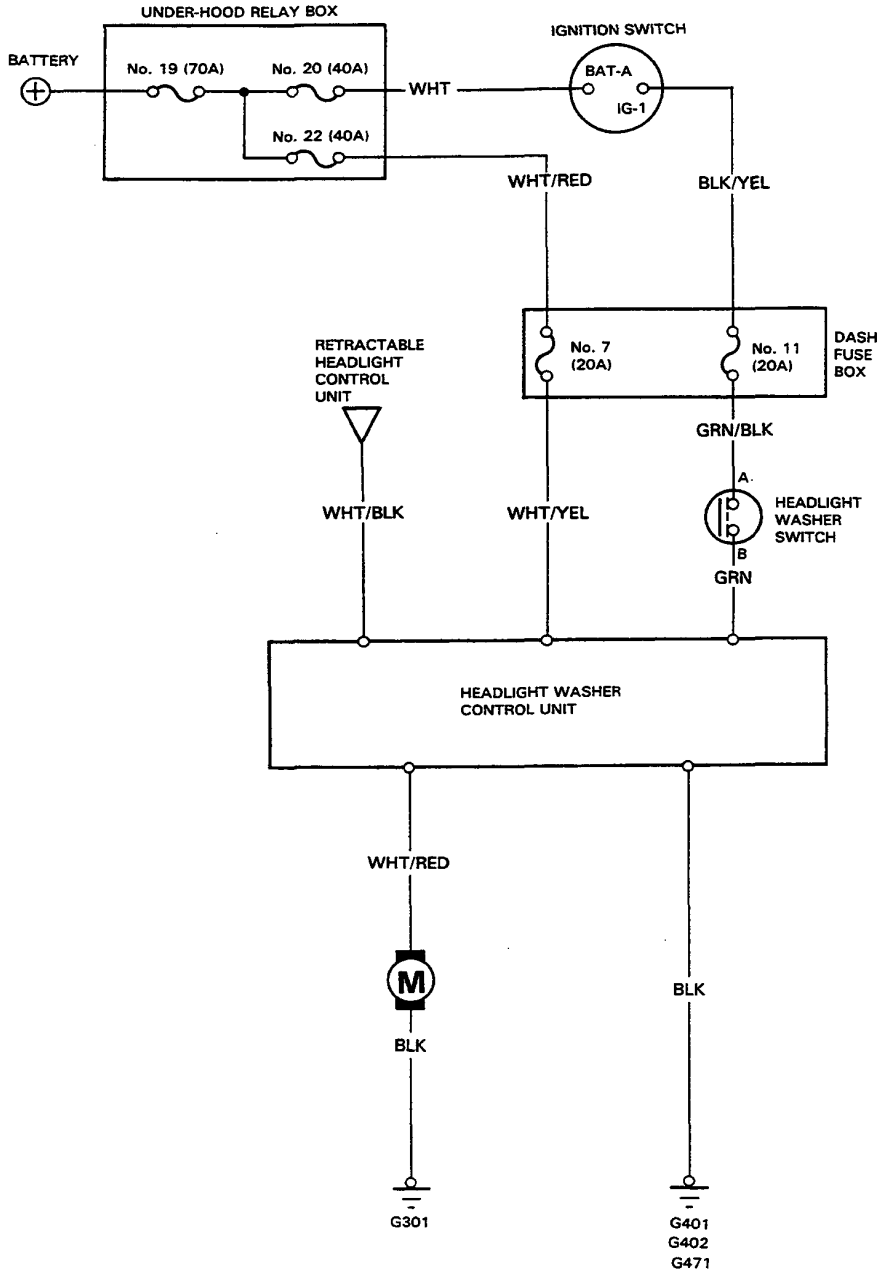 UNDER-HOOD RELAY BOX
IGNITION SWITCH
BATTERY
No. 19 (70A)
No. 20 (40A)
WHT
BAT-A
IG-1
No. 22 (40A)
WHT/RED
BLK/YEL
RETRACTABLE
HEADLIGHT
CONTROL
UNIT
No. 7
(20A)
No. 11
(20A)
DASH
FUSE
BOX
GRN/BLK
A
WHT/BLK
WHT/YEL
HEADLIGHT
WASHER
SWITCH
B
GRN
HEADLIGHT WASHER
CONTROL UNIT
WHT/RED
M
BLK
BLK
G301
G401
G402
G471